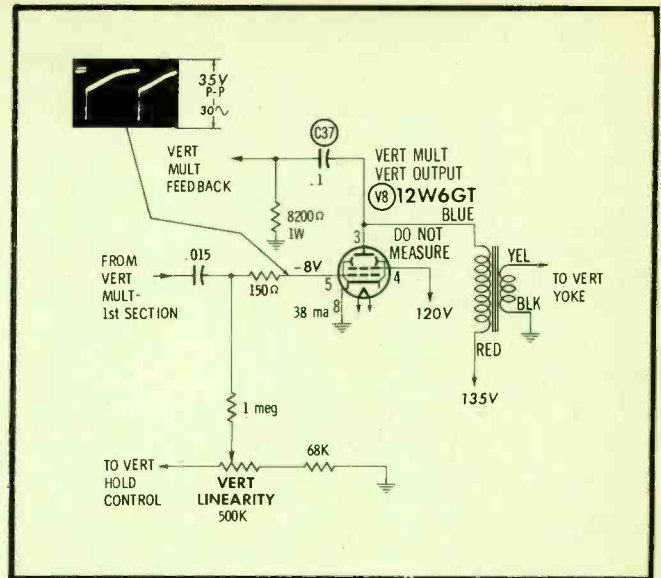 35V
P-P
30∿
VERT
MULT
FEEDBACK
C37
.1
VERT MULT
VERT OUTPUT
V8 12W6GT
BLUE
8200Ω
1W
3
DO NOT
MEASURE
YEL
TO VERT
YOKE
FROM
VERT
MULT-
1st SECTION
.015
150Ω
-8V
5
4
8
38 ma
120V
BLK
RED
135V
1 meg
68K
TO VERT
HOLD
CONTROL
VERT
LINEARITY
500K